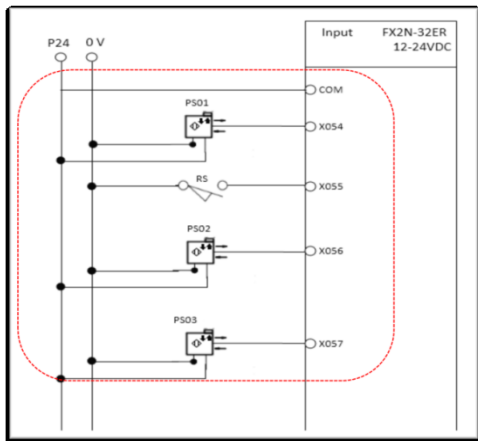 Input FX2N-32ER
12-24VDC
P24 0 V
COM
PS01
X054
RS
X055
PS02
X056
PS03
X057